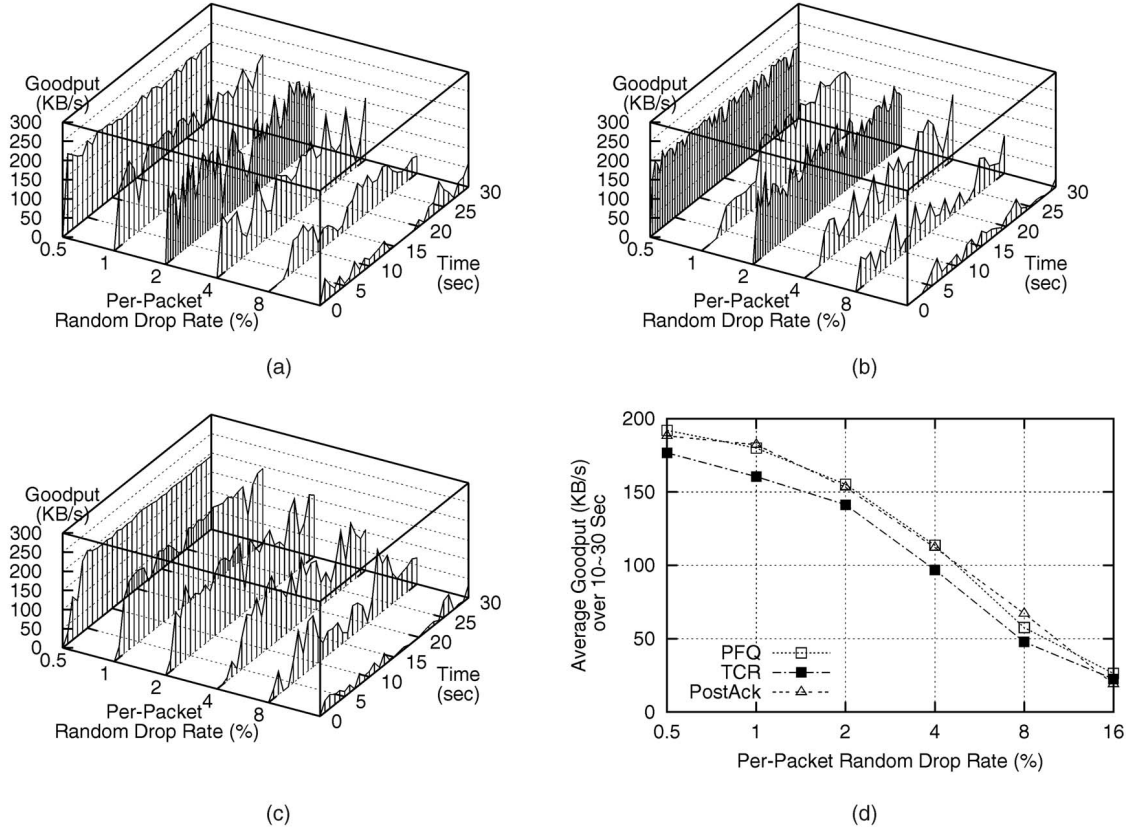 Goodput
(KB/s)
300
250
200
150
100
50
0
0.5
1
2
4
8
Per-Packet
Random Drop Rate (%)
0
5
10
15
20
25
30
Time
(sec)
(a)
Goodput
(KB/s)
300
250
200
150
100
50
0
0.5
1
2
4
8
Per-Packet
Random Drop Rate (%)
0
5
10
15
20
25
30
Time
(sec)
(b)
Goodput
(KB/s)
300
250
200
150
100
50
0
0.5
1
2
4
8
Per-Packet
Random Drop Rate (%)
0
5
10
15
20
25
30
Time
(sec)
(c)
Average Goodput (KB/s)
over 10~30 Sec
200
150
100
50
0
PFQ
TCR
PostAck
0.5
1
2
4
8
16
Per-Packet Random Drop Rate (%)
(d)